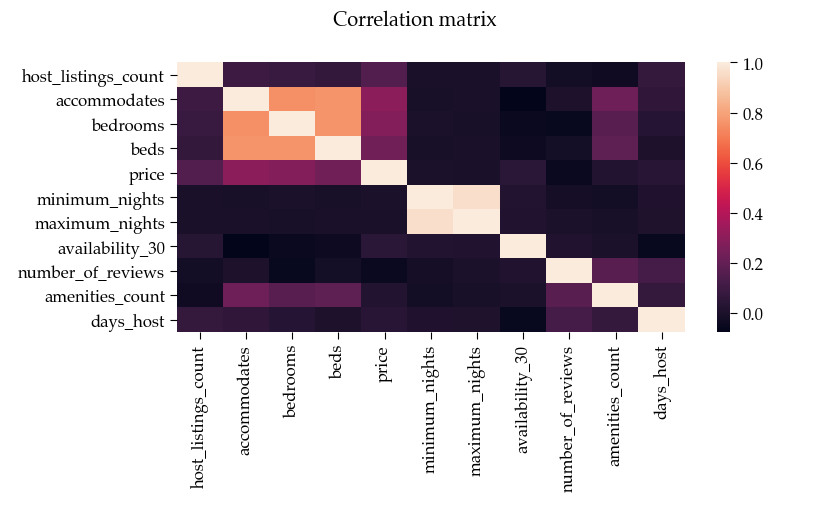 Correlation matrix
host_listings_count
accommodates
bedrooms
beds
price
minimum_nights
maximum_nights
availability_30
number_of_reviews
amenities_count
days_host
host_listings_count
accommodates
bedrooms
beds
price
minimum_nights
maximum_nights
availability_30
number_of_reviews
amenities_count
days_host
1.0
0.8
0.6
0.4
0.2
0.0